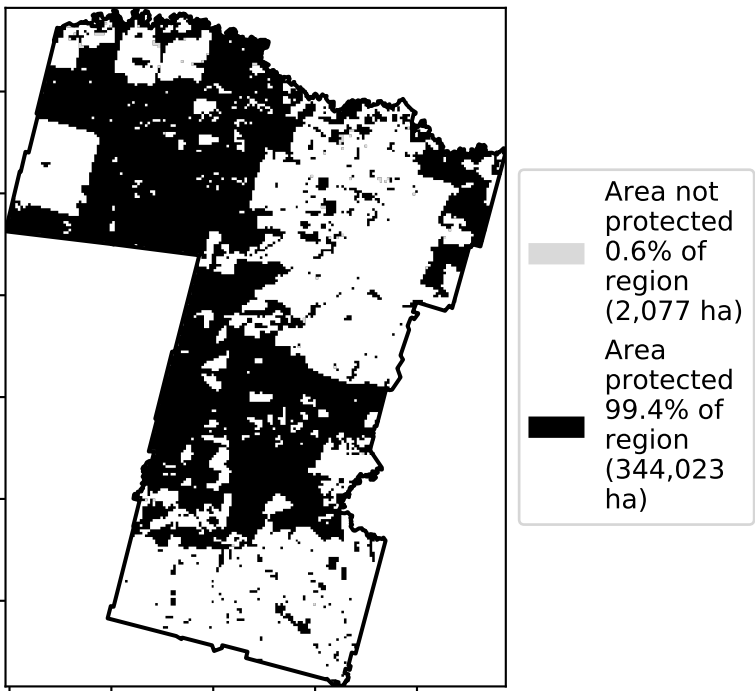 Area not
protected
0.6% of
region
(2,077 ha)
Area
protected
99.4% of
region
(344,023
ha)